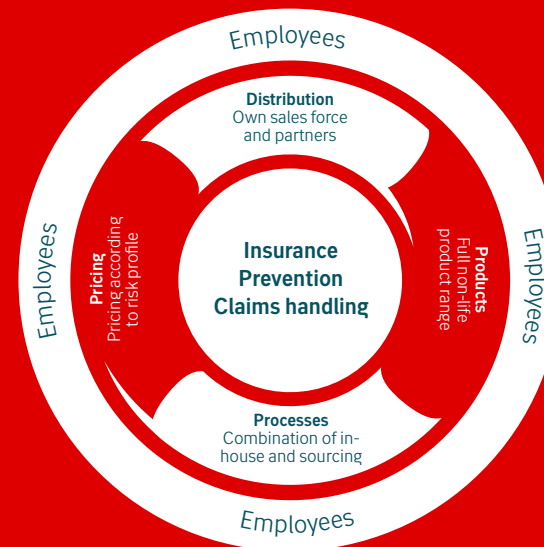 Employees
Distribution
Own sales force
and partners
Employees
Pricing
Pricing according
to risk profile
Insurance
Prevention
Claims handling
Products
Full non-life
product range
Employees
Processes
Combination of in-
house and sourcing
Employees